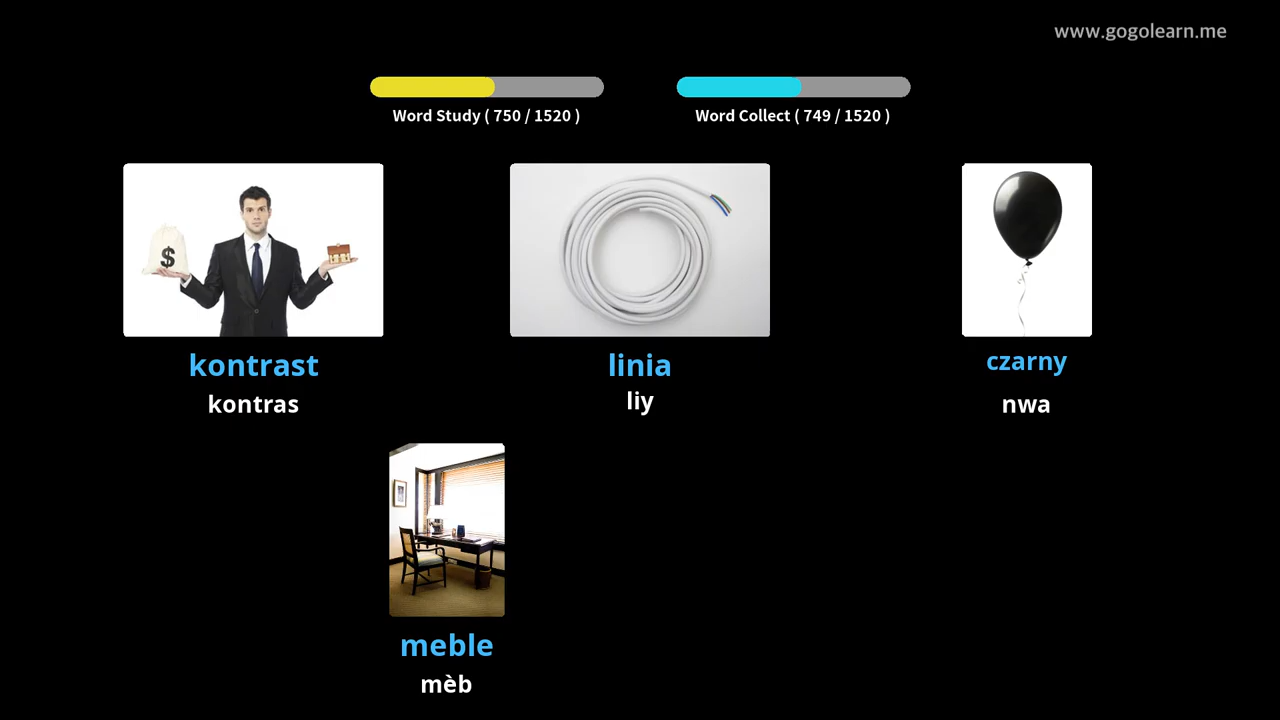 www.gogolearn.me
Word Study ( 750 / 1520 )
Word Collect ( 749 / 1520 )
$
kontrast
kontras
linia
liy
czarny
nwa
meble
mèb